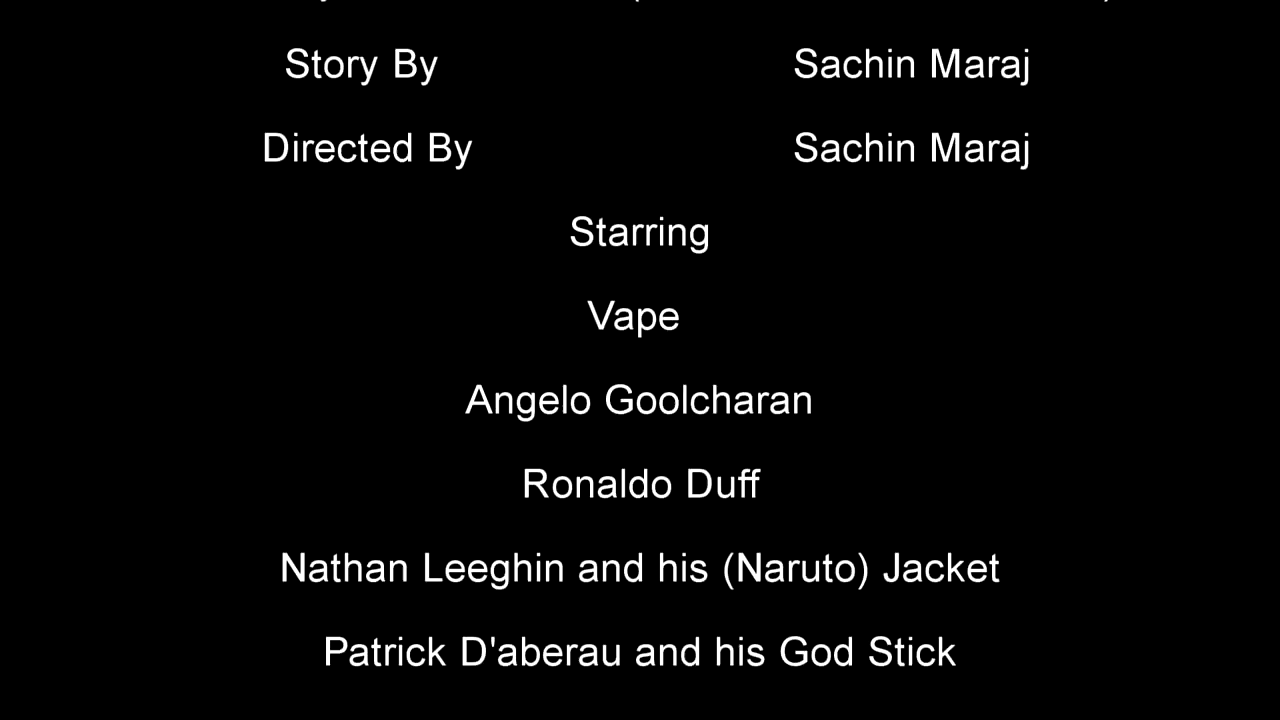 Story By Sachin Maraj
Directed By Sachin Maraj
Starring
Vape
Angelo Goolcharan
Ronaldo Duff
Nathan Leeghin and his (Naruto) Jacket
Patrick D'aberau and his God Stick